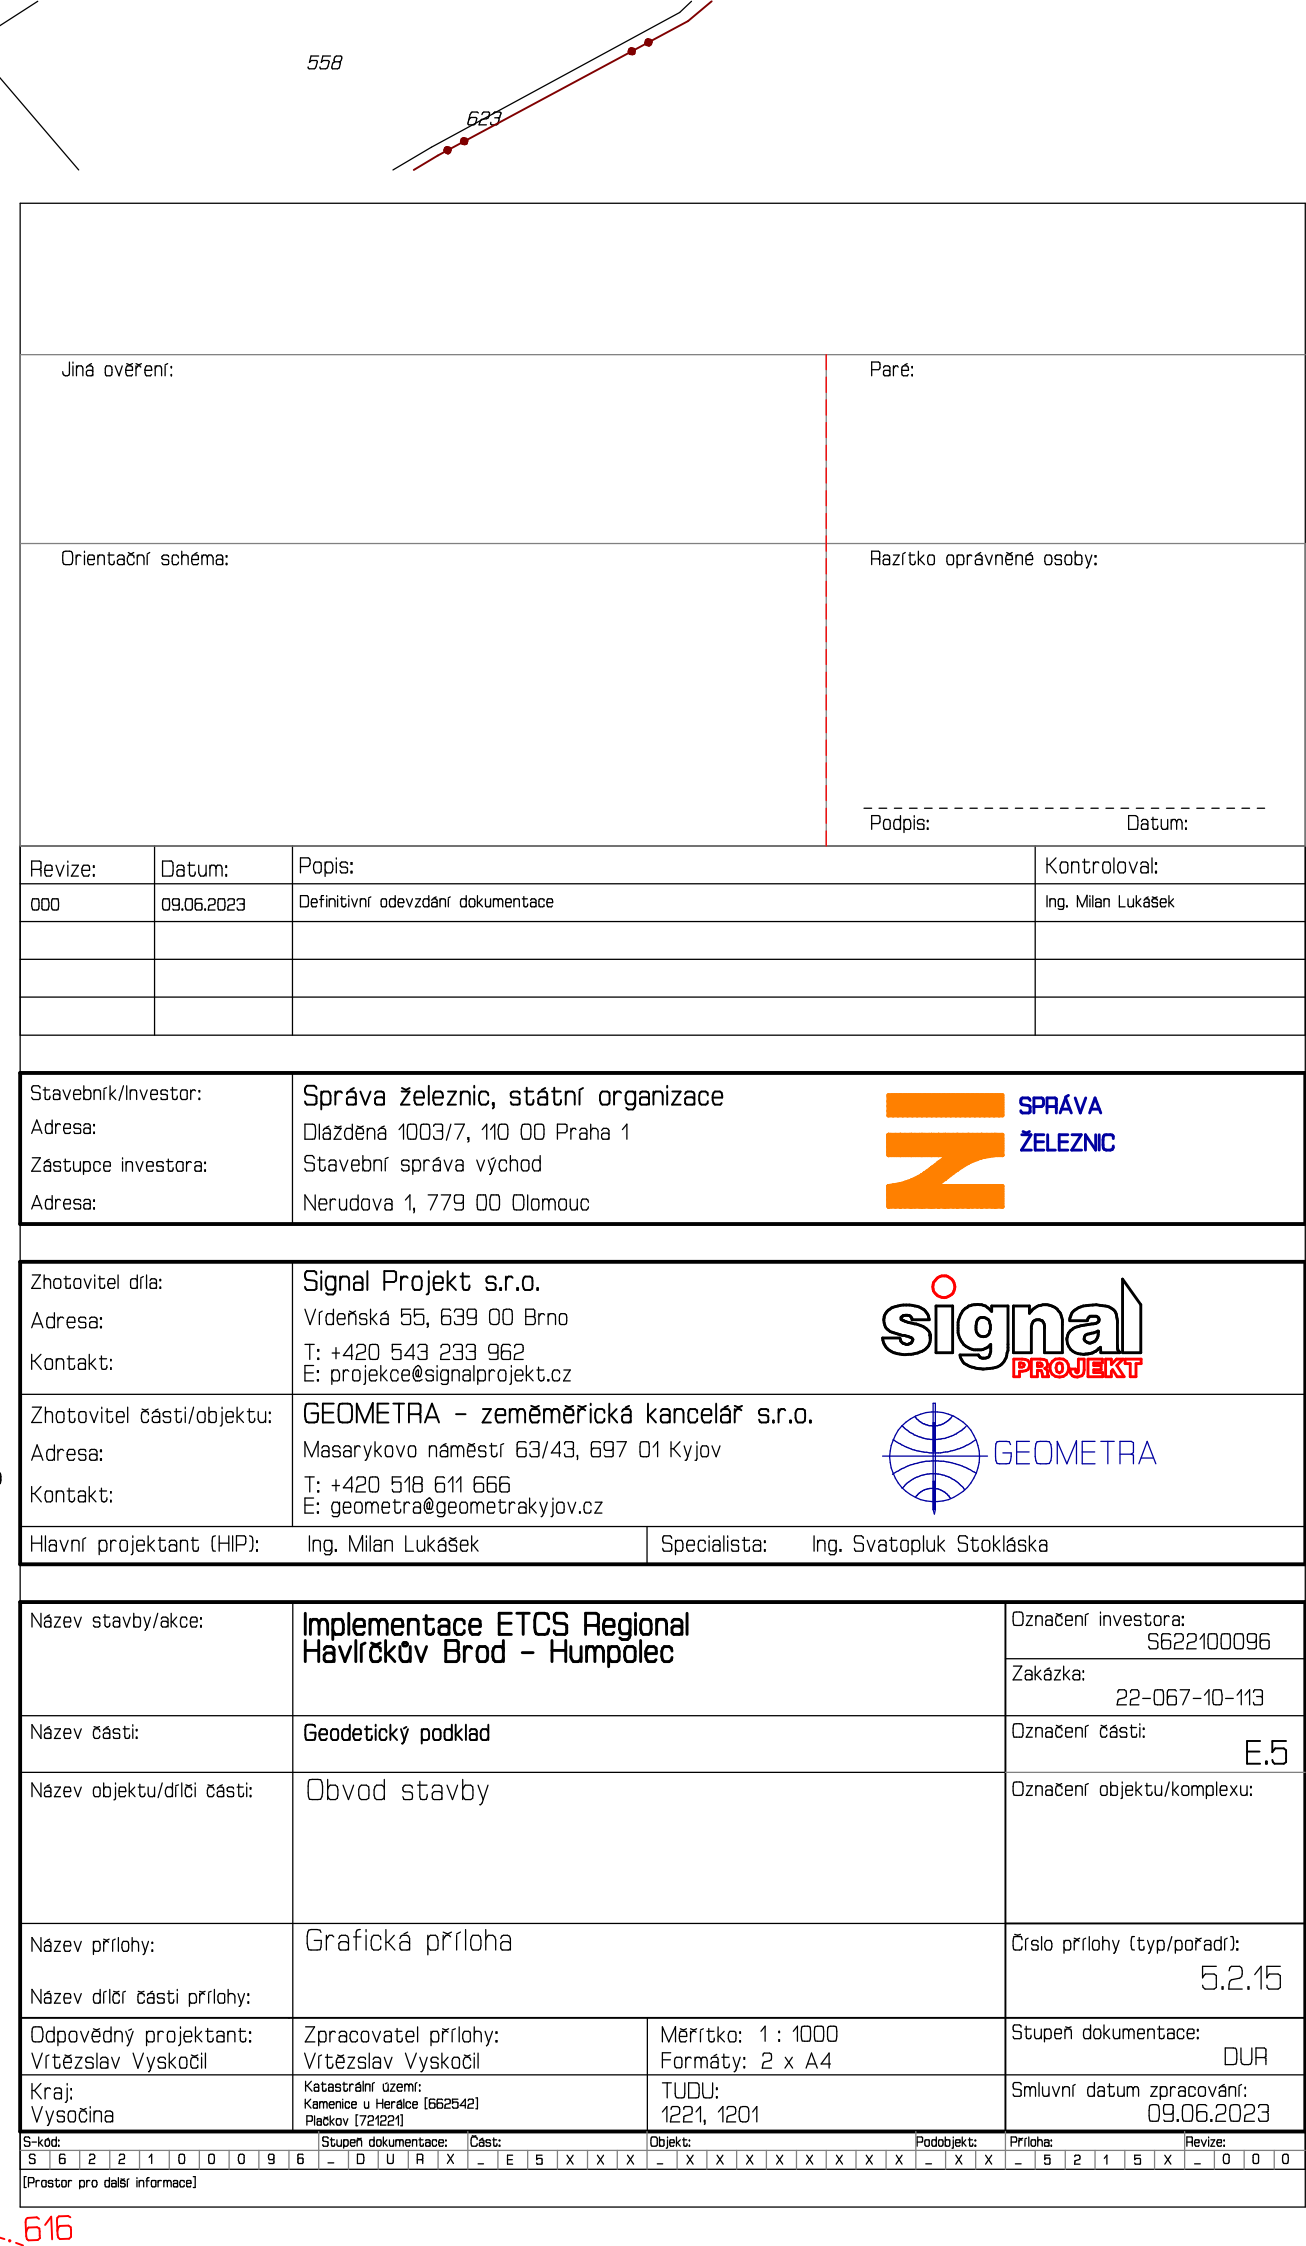 558
623
Jiná ověření:
Paré:
Orientační schéma:
Razítko oprávněné osoby:
Podpis: Datum:
Revize: Datum: Popis: Kontroloval:
000 09.06.2023 Definitivní odevzdání dokumentace Ing. Milan Lukášek
Stavebník/Investor: Správa železnic, státní organizace
Adresa: Dlážděná 1003/7, 110 00 Praha 1
Zástupce investora: Stavební správa východ
Adresa: Nerudova 1, 779 00 Olomouc
SPRÁVA
ŽELEZNIC
Zhotovitel díla: Signal Projekt s.r.o.
Adresa: Vídeňská 55, 639 00 Brno
Kontakt: T: +420 543 233 962
E: projekce@signalprojekt.cz
signal
PROJEKT
Zhotovitel části/objektu: GEOMETRA - zeměměřická kancelář s.r.o.
Adresa: Masarykovo náměstí 63/43, 697 01 Kyjov
Kontakt: T: +420 518 611 666
E: geometra@geometrakyjov.cz
GEOMETRA
Hlavní projektant (HIP): Ing. Milan Lukášek Specialista: Ing. Svatopluk Stokláska
Název stavby/akce: Implementace ETCS Regional
Havlíčkův Brod - Humpolec
Označení investora:
S622100096
Zakázka:
22-067-10-113
Název části: Geodetický podklad
Označení části:
E.5
Název objektu/dílčí části: Obvod stavby
Označení objektu/komplexu:
Název přílohy: Grafická příloha
Číslo přílohy (typ/pořadí):
5.2.15
Název dílčí části přílohy:
Odpovědný projektant: Zpracovatel přílohy: Měřítko: 1 : 1000 Stupeň dokumentace:
Vítězslav Vyskočil Vítězslav Vyskočil Formáty: 2 x A4 DUR
Kraj: Katastrální území: TUDU: Smluvní datum zpracování:
Vysočina Kamenice u Herálce [662542] 1221, 1201 09.06.2023
Plačkov [721221]
S-kód: Stupeň dokumentace: Část: Objekt: Podobjekt: Příloha: Revize:
S 6 2 2 1 0 0 0 9 6 _ D U R X _ E 5 X X X _ X X X X X X X X _ X X _ 5 2 1 5 X _ 0 0 0
[Prostor pro další informace]
616